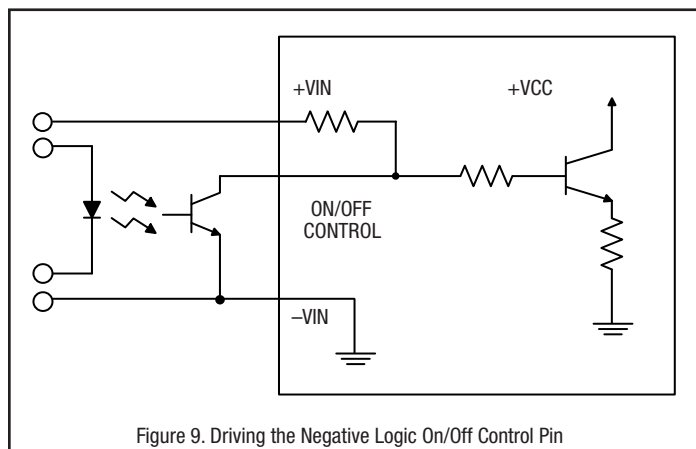 +VIN
+VCC
ON/OFF
CONTROL
–VIN
Figure 9. Driving the Negative Logic On/Off Control Pin